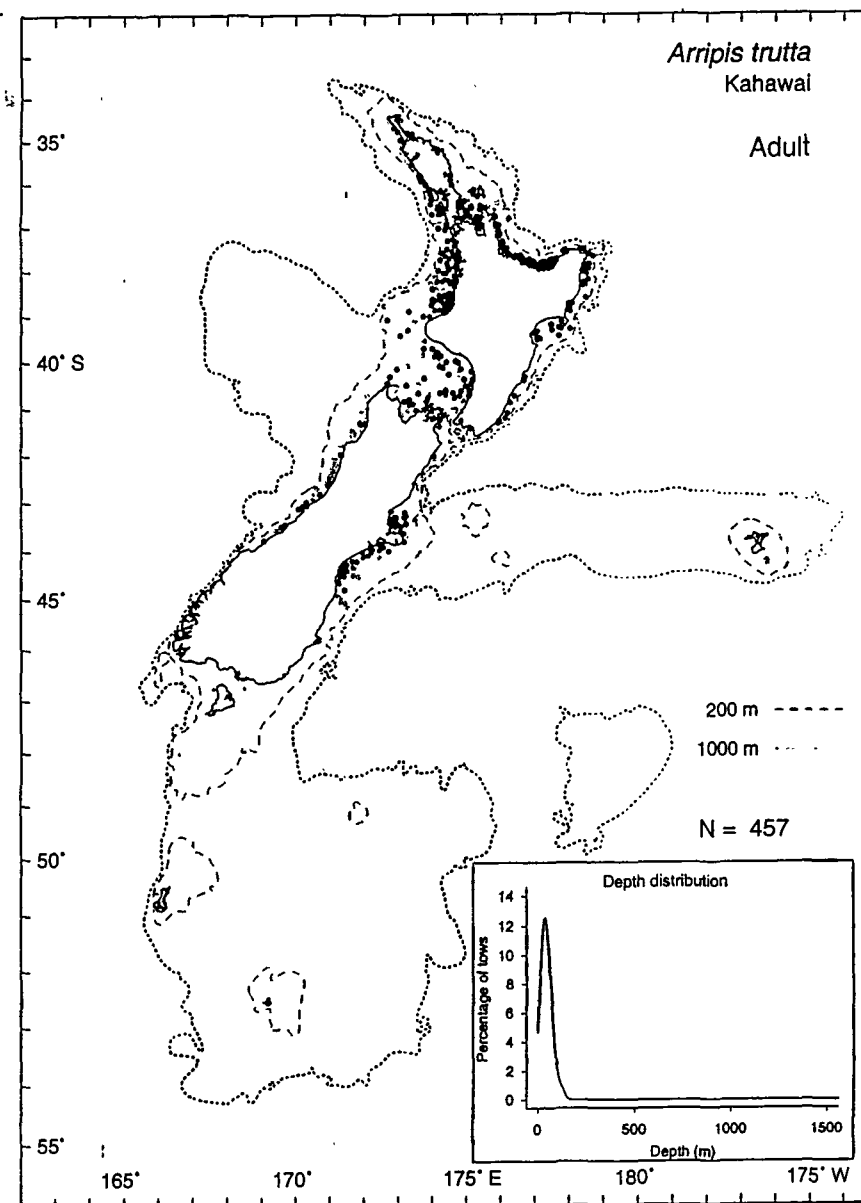 Arripis trutta
Kahawai
Adult
35°
40° S
45°
50°
55°
200 m
1000 m
N = 457
Depth distribution
Percentage of tows
14
12
10
8
6
4
2
0
0
500
1000
1500
Depth (m)
165°
170°
175° E
180°
175° W